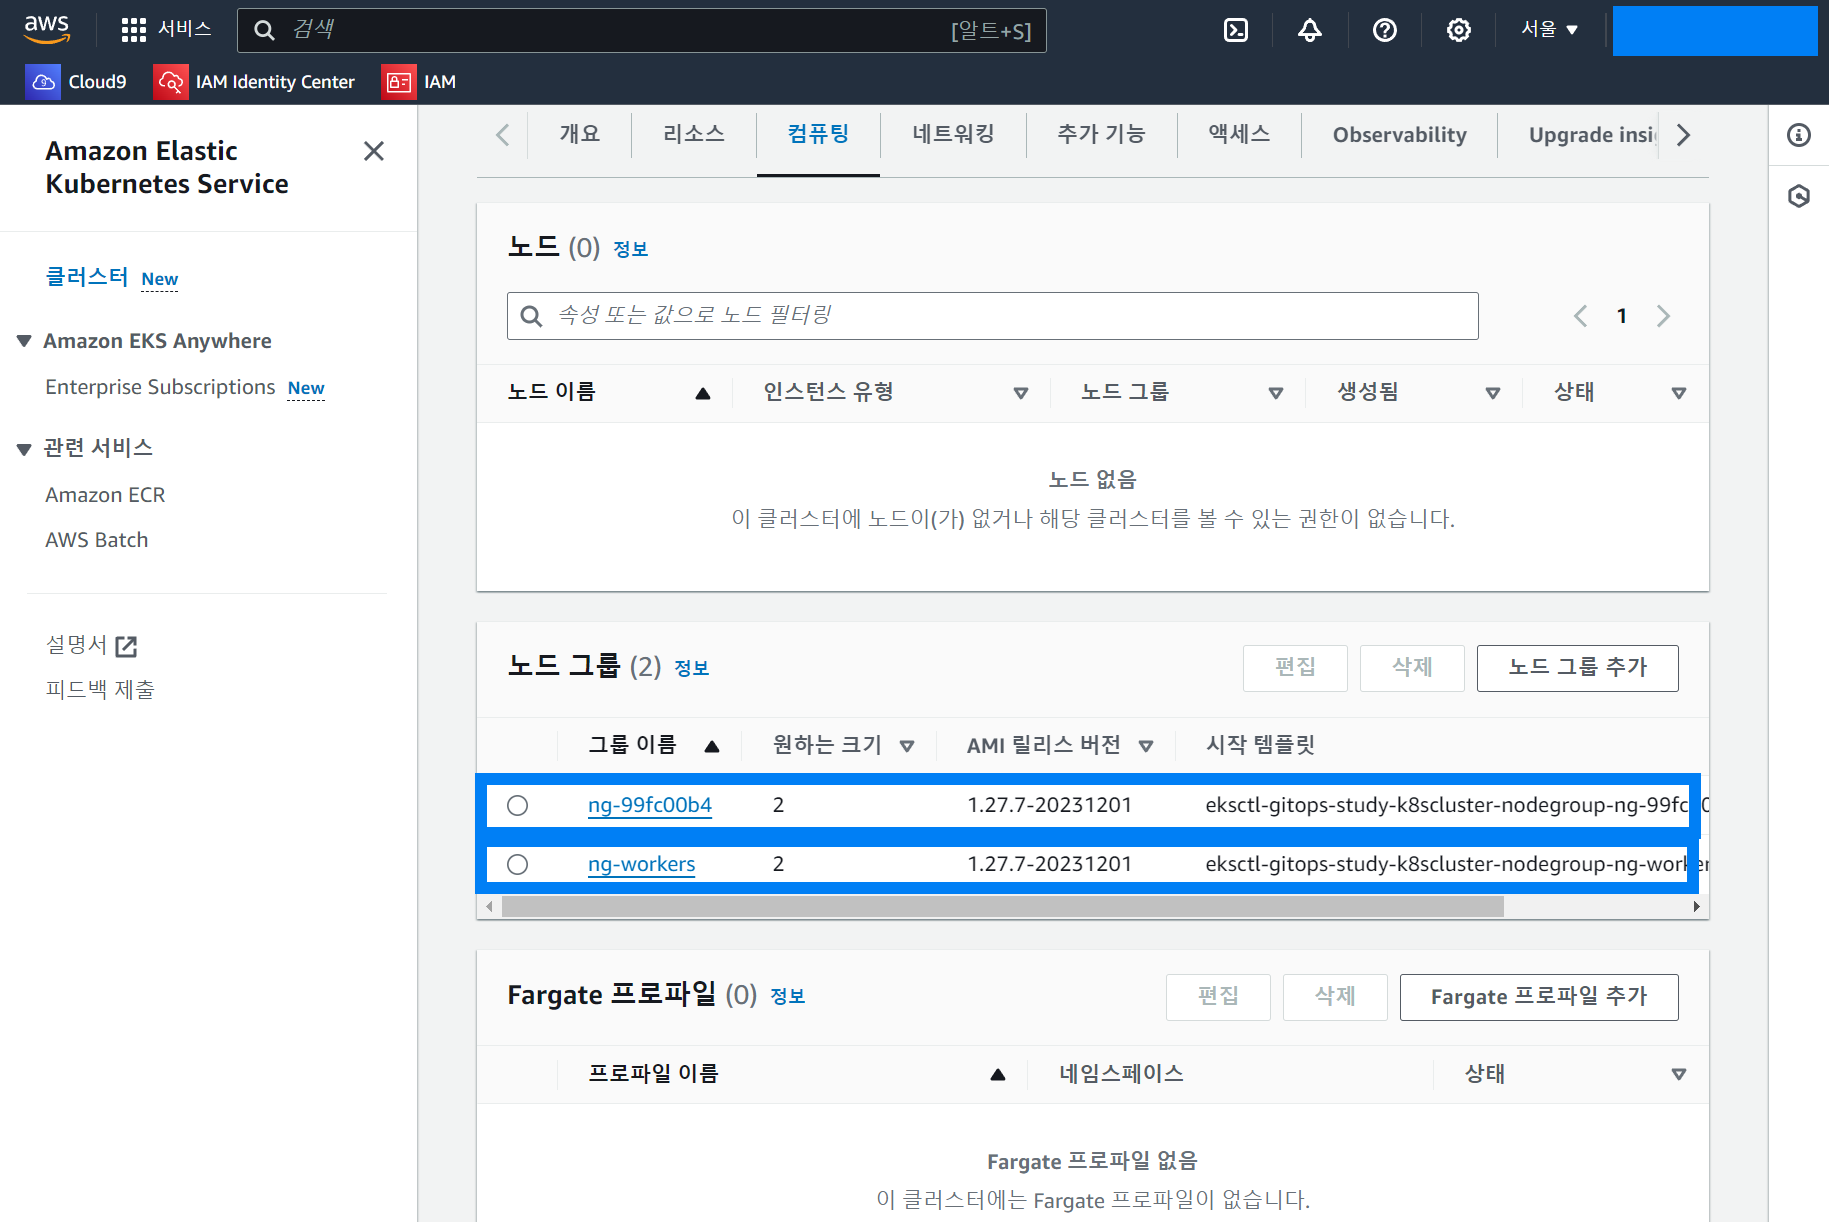 aws
서비스
검색
[알트+S]
서울
Cloud9
IAM Identity Center
IAM
Amazon Elastic
Kubernetes Service
클러스터 New
Amazon EKS Anywhere
Enterprise Subscriptions New
관련 서비스
Amazon ECR
AWS Batch
설명서
피드백 제출
개요
리소스
컴퓨팅
네트워킹
추가 기능
액세스
Observability
Upgrade insi
노드 (0) 정보
속성 또는 값으로 노드 필터링
1
노드 이름
인스턴스 유형
노드 그룹
생성됨
상태
노드 없음
이 클러스터에 노드이(가) 없거나 해당 클러스터를 볼 수 있는 권한이 없습니다.
노드 그룹 (2) 정보
편집
삭제
노드 그룹 추가
그룹 이름
원하는 크기
AMI 릴리스 버전
시작 템플릿
ng-99fc00b4
2
1.27.7-20231201
eksctl-gitops-study-k8scluster-nodegroup-ng-99fc
ng-workers
2
1.27.7-20231201
eksctl-gitops-study-k8scluster-nodegroup-ng-worker
Fargate 프로파일 (0) 정보
편집
삭제
Fargate 프로파일 추가
프로파일 이름
네임스페이스
상태
Fargate 프로파일 없음
이 클러스터에는 Fargate 프로파일이 없습니다.